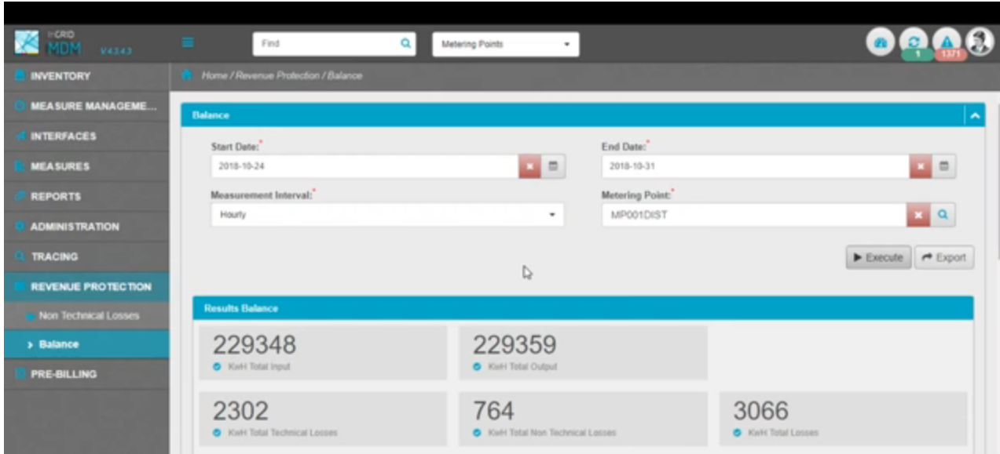 InGRID
MDM V 4.3.4.3
Find
Metering Points
1
1371
INVENTORY
MEASURE MANAGEME...
INTERFACES
MEASURES
REPORTS
ADMINISTRATION
TRACING
REVENUE PROTECTION
Non Technical Losses
Balance
PRE-BILLING
Home / Revenue Protection / Balance
Balance
Start Date:*
2018-10-24
End Date:*
2018-10-31
Measurement Interval:*
Hourly
Metering Point:*
MP001DIST
Execute
Export
Results Balance
229348
KwH Total Input
229359
KwH Total Output
2302
KwH Total Technical Losses
764
KwH Total Non Technical Losses
3066
KwH Total Losses